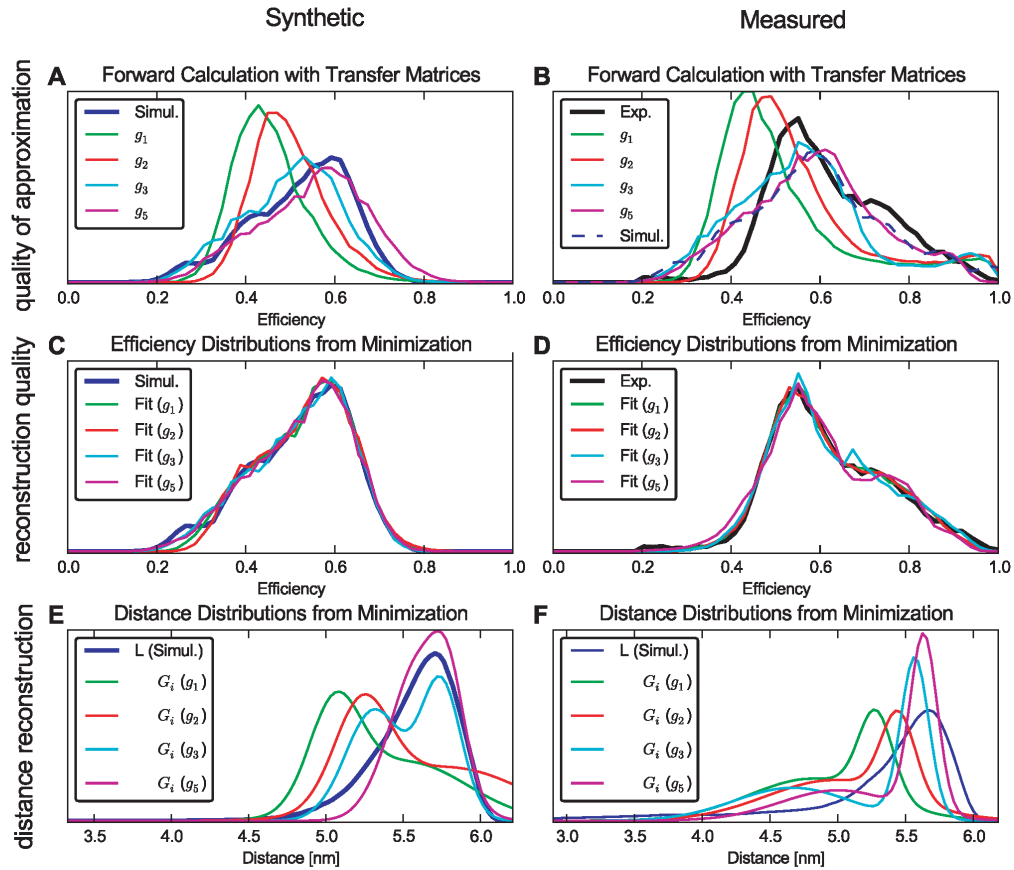 Synthetic
Measured
quality of approximation
A Forward Calculation with Transfer Matrices
Simul.
g1
g2
g3
g5
0.0 0.2 0.4 0.6 0.8 1.0
Efficiency
B Forward Calculation with Transfer Matrices
Exp.
g1
g2
g3
g5
Simul.
0.0 0.2 0.4 0.6 0.8 1.0
Efficiency
reconstruction quality
C Efficiency Distributions from Minimization
Simul.
Fit (g1)
Fit (g2)
Fit (g3)
Fit (g5)
0.0 0.2 0.4 0.6 0.8 1.0
Efficiency
D Efficiency Distributions from Minimization
Exp.
Fit (g1)
Fit (g2)
Fit (g3)
Fit (g5)
0.0 0.2 0.4 0.6 0.8 1.0
Efficiency
distance reconstruction
E Distance Distributions from Minimization
L (Simul.)
Gi (g1)
Gi (g2)
Gi (g3)
Gi (g5)
3.5 4.0 4.5 5.0 5.5 6.0
Distance [nm]
F Distance Distributions from Minimization
L (Simul.)
Gi (g1)
Gi (g2)
Gi (g3)
Gi (g5)
3.0 3.5 4.0 4.5 5.0 5.5 6.0
Distance [nm]